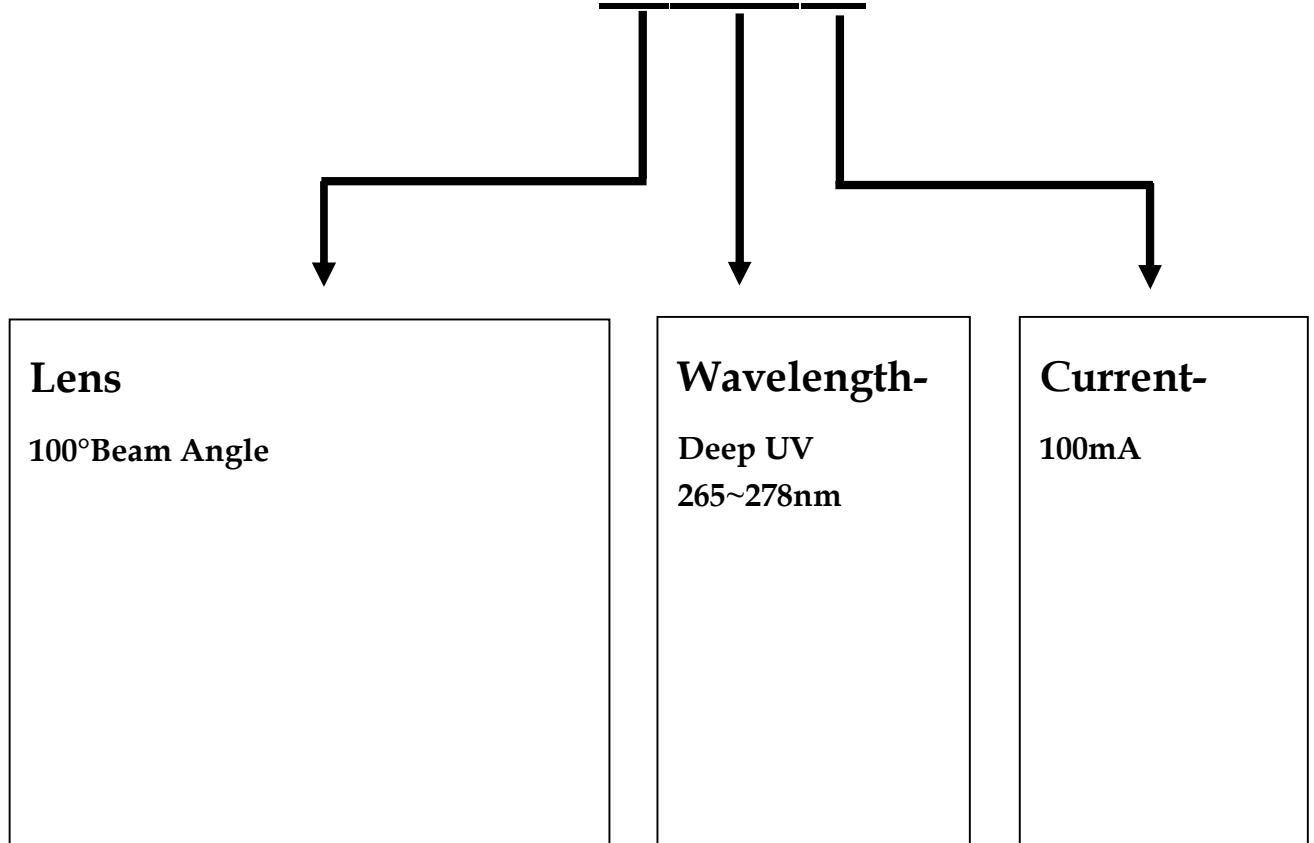 Lens
100°Beam Angle
Wavelength-
Deep UV
265~278nm
Current-
100mA